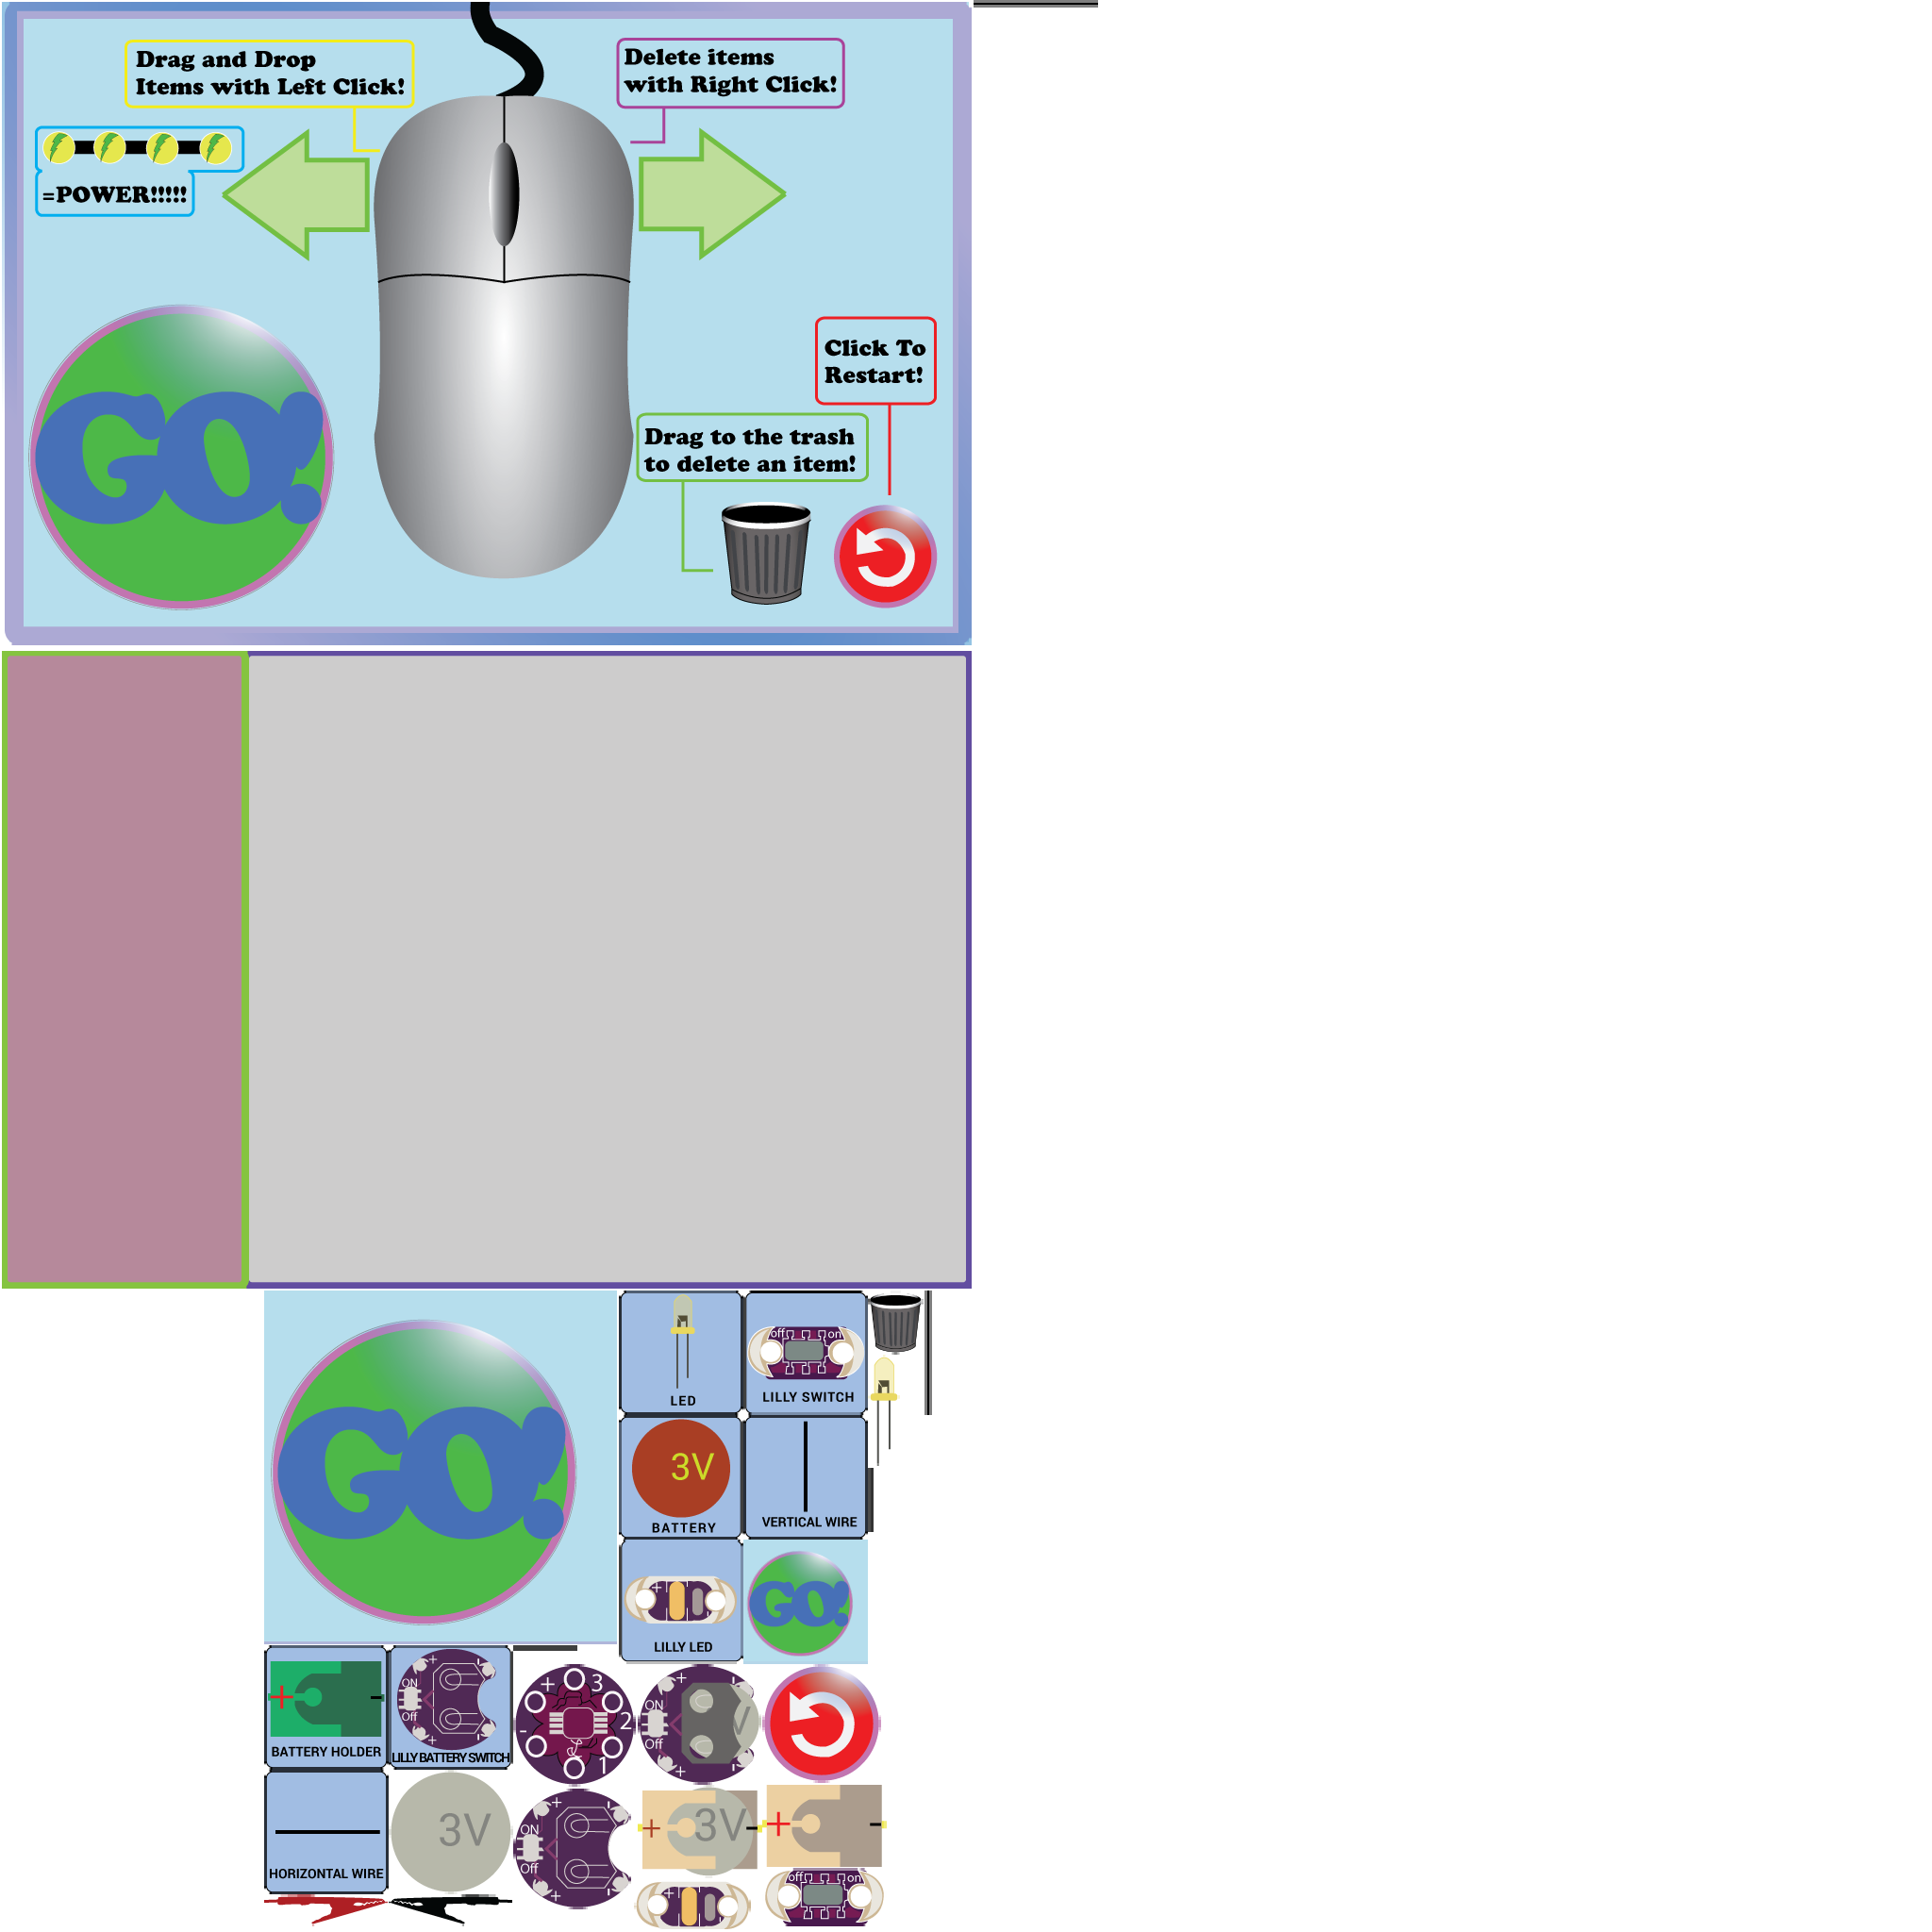 Drag and Drop
Items with Left Click!
Delete items
with Right Click!
=POWER!!!!!
GO!
Click To
Restart!
Drag to the trash
to delete an item!
GO!
LED
off on
LILLY SWITCH
3V
BATTERY
VERTICAL WIRE
+
LILLY LED
GO!
+ -
BATTERY HOLDER
+ -
ON
Off
+
LILLY BATTERY SWITCH
+ 3
2
-
1
+
ON
V
Off
+
HORIZONTAL WIRE
3V
+
ON
Off
+
+ 3V -
+ -
+
off on